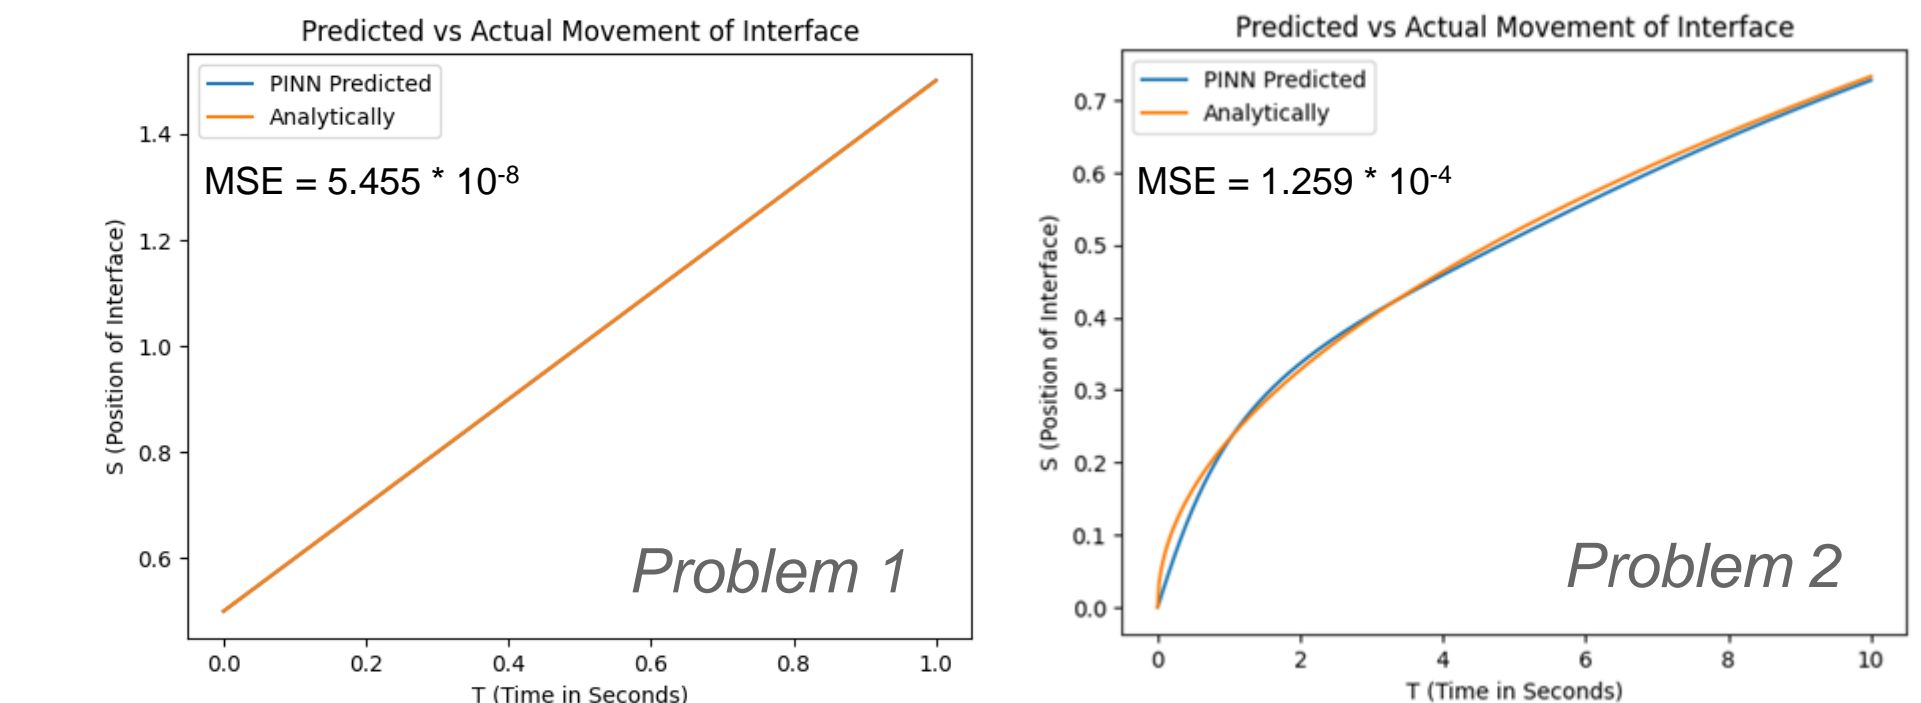 Predicted vs Actual Movement of Interface
PINN Predicted
Analytically
MSE = 5.455 * 10⁻⁸
S (Position of Interface)
1.4
1.2
1.0
0.8
0.6
Problem 1
0.0 0.2 0.4 0.6 0.8 1.0
T (Time in Seconds)
Predicted vs Actual Movement of Interface
PINN Predicted
Analytically
MSE = 1.259 * 10⁻⁴
S (Position of Interface)
0.7
0.6
0.5
0.4
0.3
0.2
0.1
0.0
Problem 2
0 2 4 6 8 10
T (Time in Seconds)